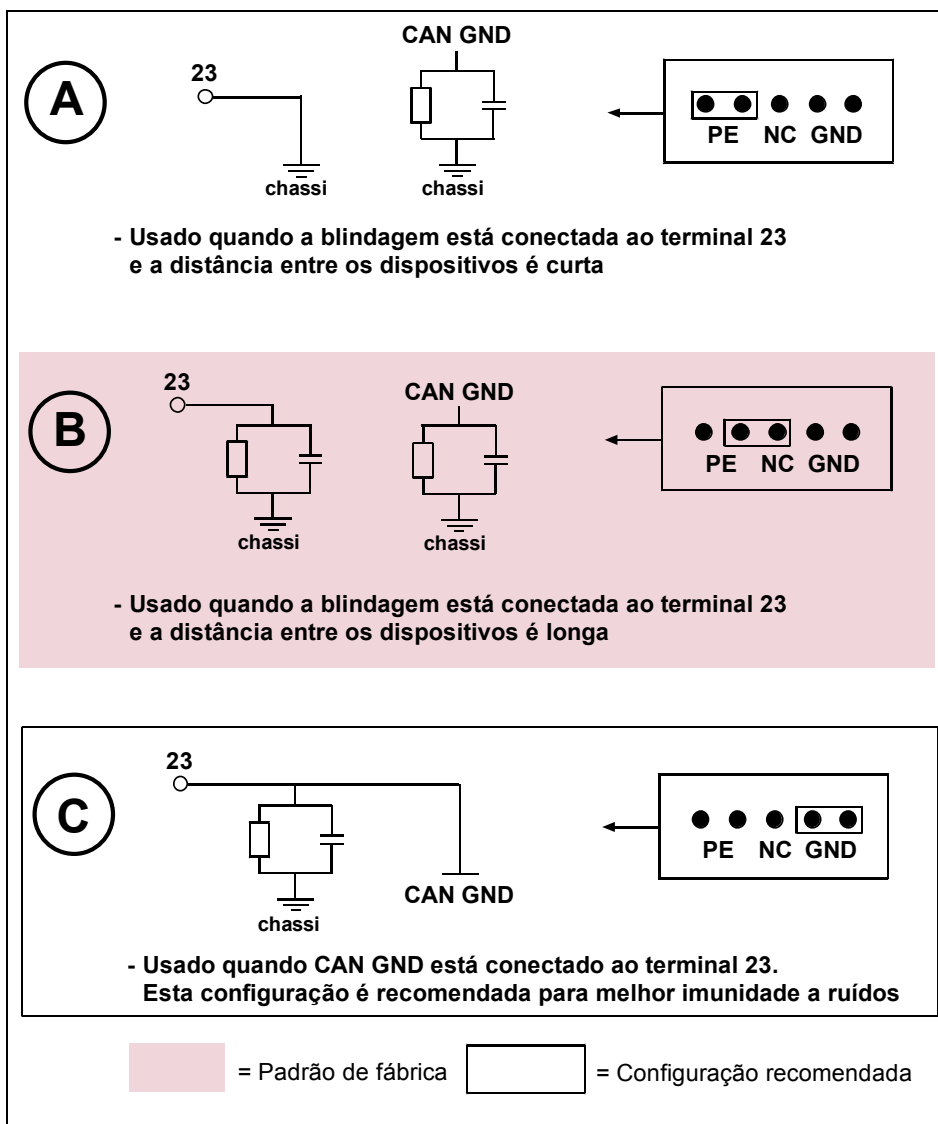 A
23
chassi
CAN GND
chassi
PE NC GND
- Usado quando a blindagem está conectada ao terminal 23
e a distância entre os dispositivos é curta
B
23
chassi
CAN GND
chassi
PE NC GND
- Usado quando a blindagem está conectada ao terminal 23
e a distância entre os dispositivos é longa
C
23
chassi
CAN GND
PE NC GND
- Usado quando CAN GND está conectado ao terminal 23.
Esta configuração é recomendada para melhor imunidade a ruídos
= Padrão de fábrica
= Configuração recomendada